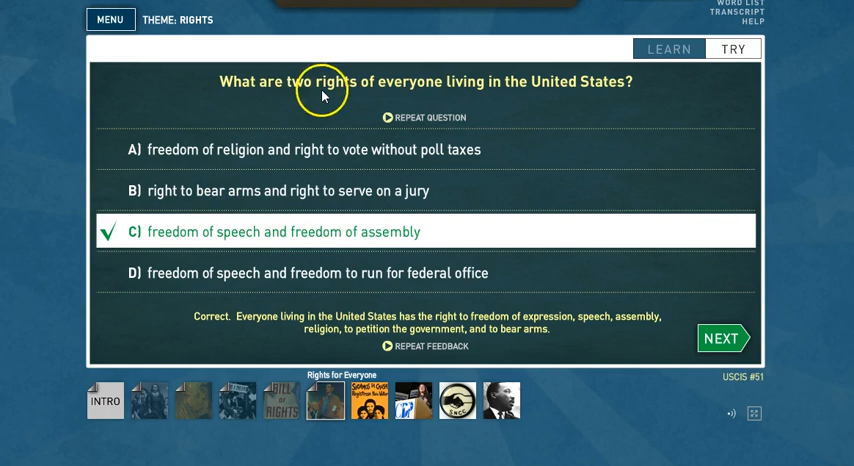 WORD LIST
MENU
THEME: RIGHTS
TRANSCRIPT
HELP
LEARN
TRY
What are two rights of everyone living in the United States?
REPEAT QUESTION
A) freedom of religion and right to vote without poll taxes
B) right to bear arms and right to serve on a jury
C) freedom of speech and freedom of assembly
D) freedom of speech and freedom to run for federal office
Correct. Everyone living in the United States has the right to freedom of expression, speech, assembly,
religion, to petition the government, and to bear arms.
NEXT
REPEAT FEEDBACK
Rights for Everyone
USCIS #51
INTRO
BILL
OF
RIGHTS
SNCC